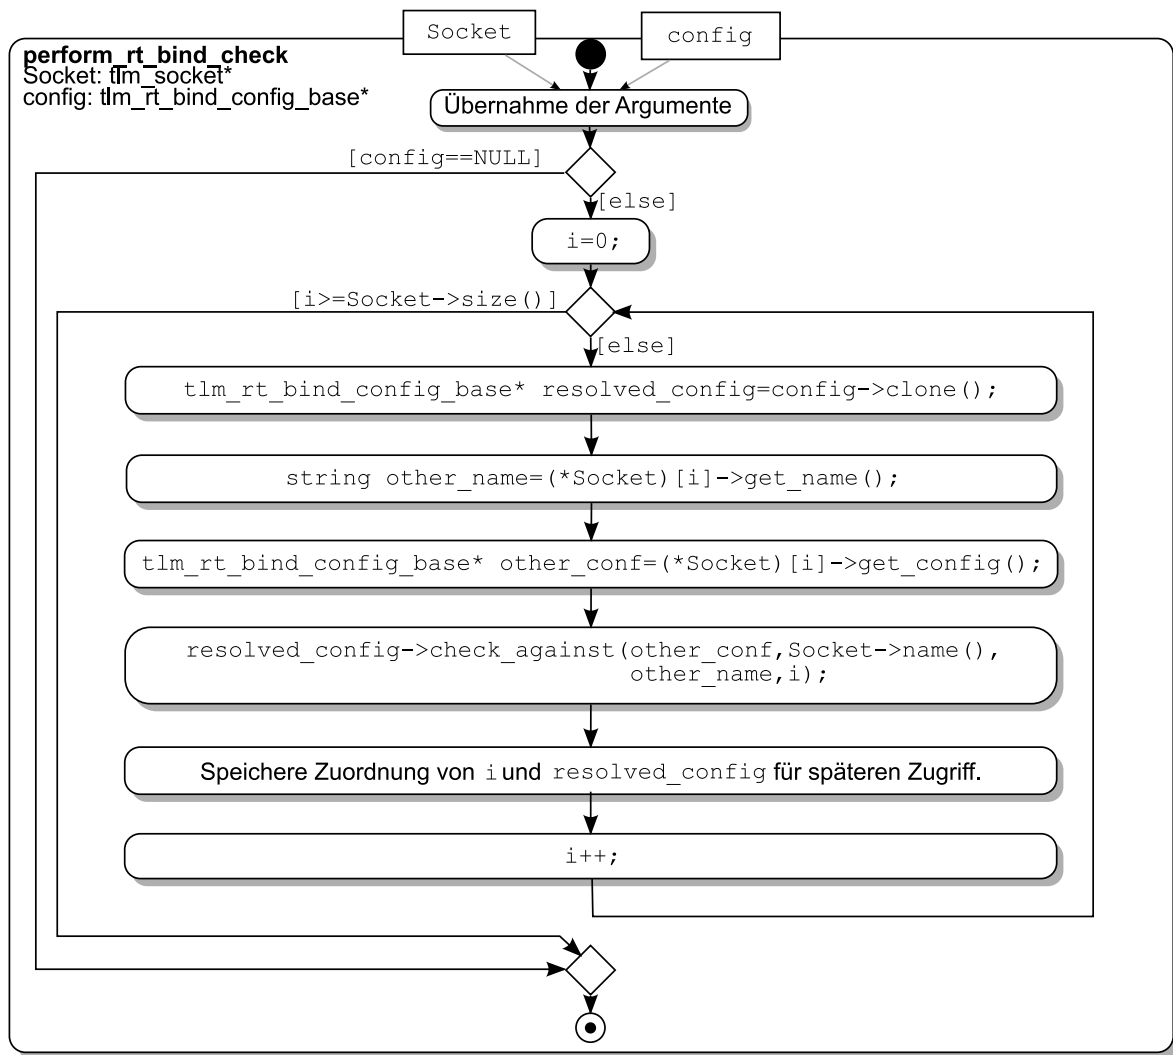 Socket
config
perform_rt_bind_check
Socket: tlm_socket*
config: tlm_rt_bind_config_base*
Übernahme der Argumente
[config==NULL]
[else]
i=0;
[i>=Socket->size()]
[else]
tlm_rt_bind_config_base* resolved_config=config->clone();
string other_name=(*Socket)[i]->get_name();
tlm_rt_bind_config_base* other_conf=(*Socket)[i]->get_config();
resolved_config->check_against(other_conf,Socket->name(),
other_name,i);
Speichere Zuordnung von i und resolved_config für späteren Zugriff.
i++;